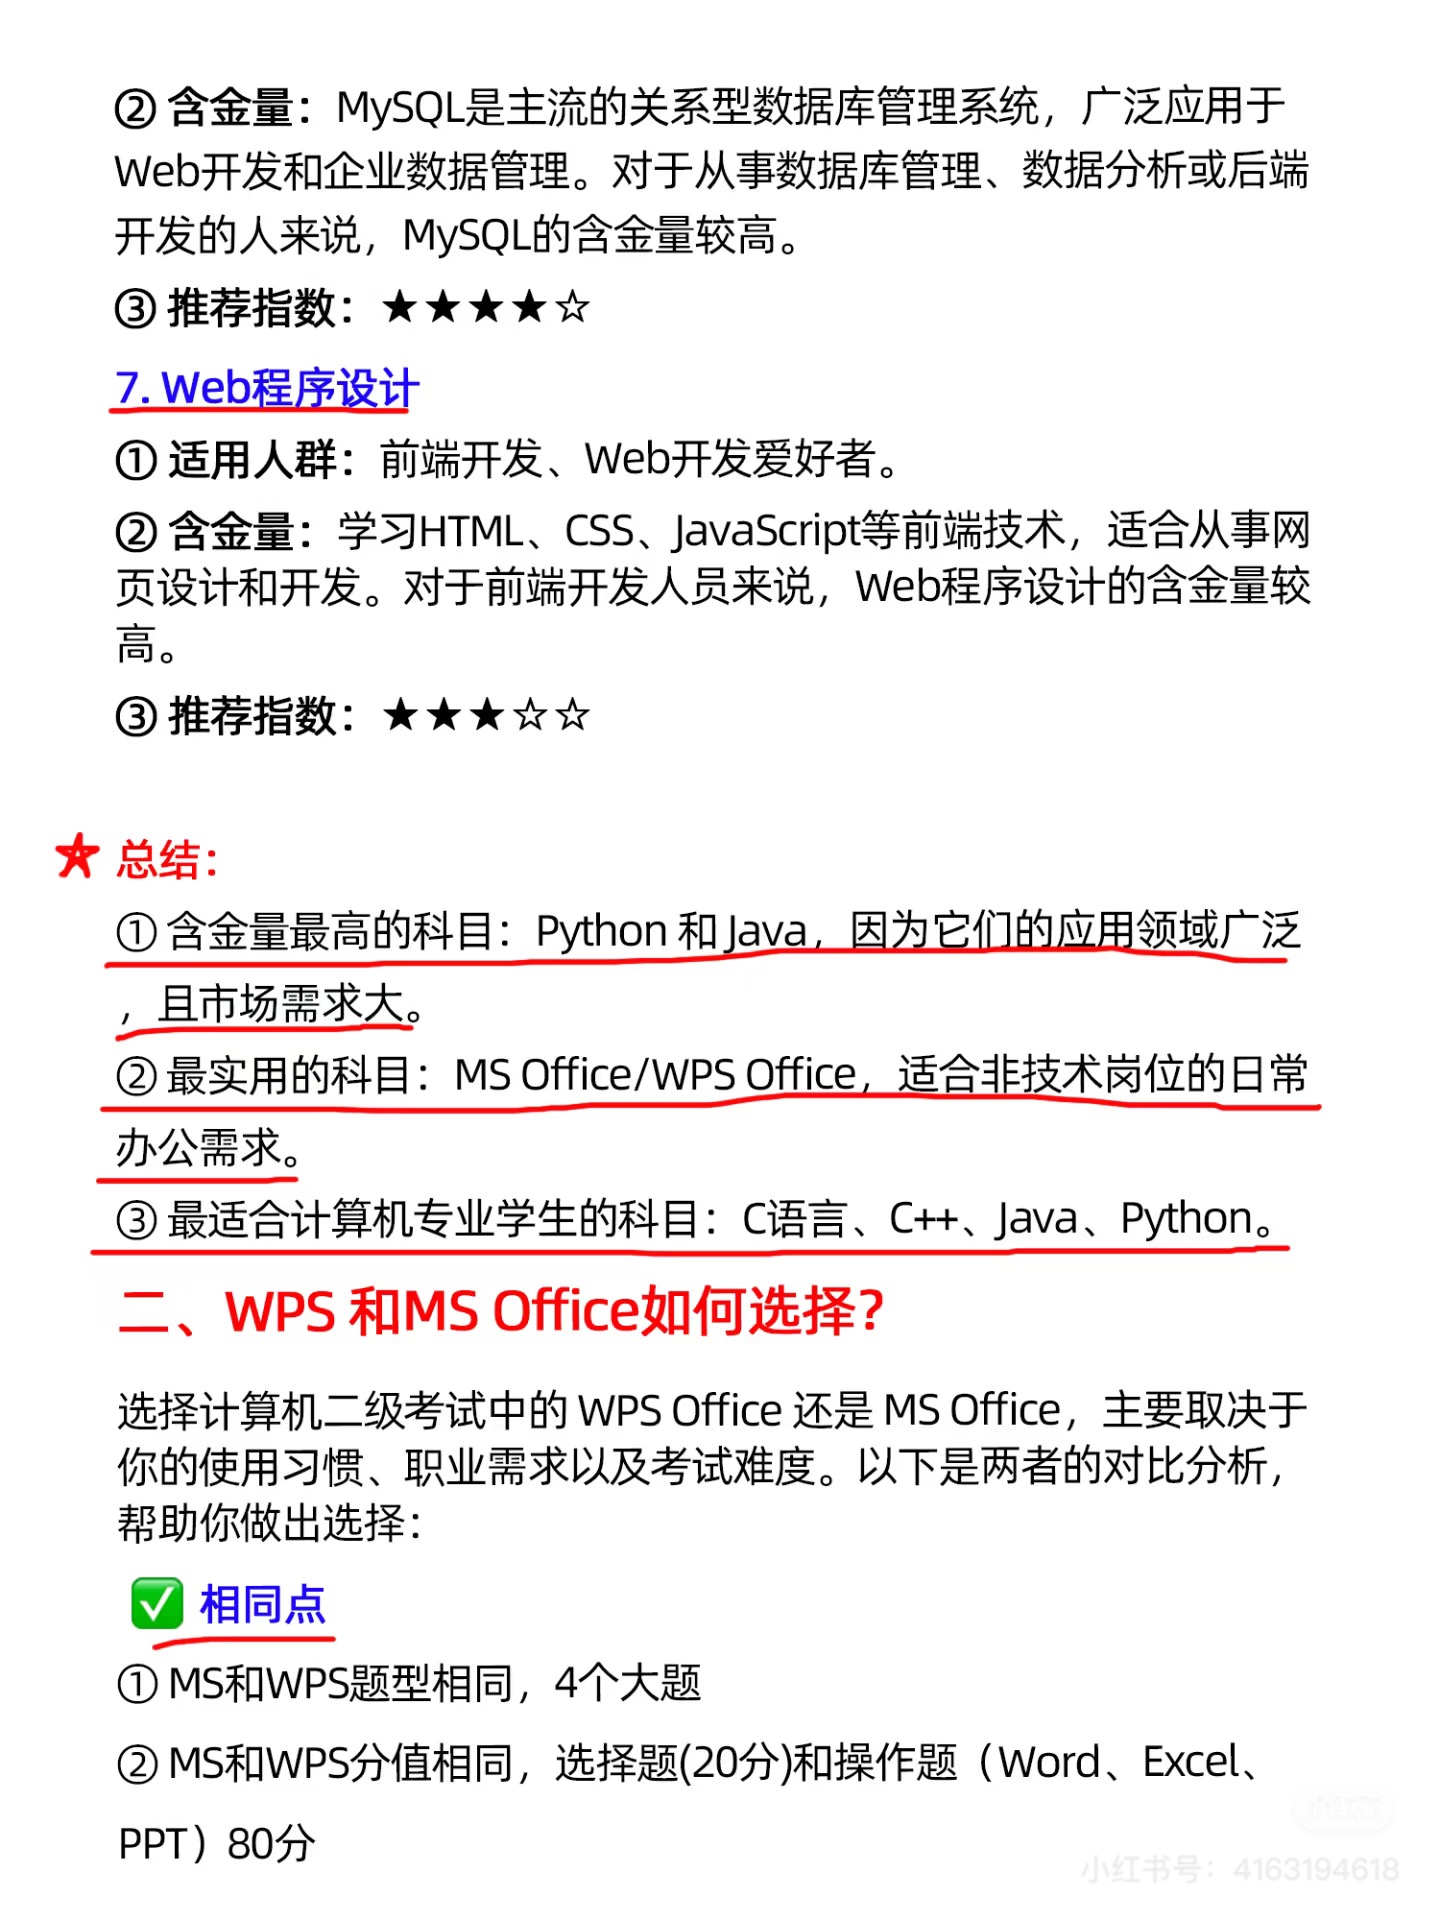 ② 含金量：MySQL是主流的关系型数据库管理系统，广泛应用于
Web开发和企业数据管理。对于从事数据库管理、数据分析或后端
开发的人来说，MySQL的含金量较高。
③ 推荐指数：★★★★☆
7. Web程序设计
① 适用人群：前端开发、Web开发爱好者。
② 含金量：学习HTML、CSS、JavaScript等前端技术，适合从事网
页设计和开发。对于前端开发人员来说，Web程序设计的含金量较
高。
③ 推荐指数：★★★☆☆
总结：
① 含金量最高的科目：Python 和 Java，因为它们的应用领域广泛
，且市场需求大。
② 最实用的科目：MS Office/WPS Office，适合非技术岗位的日常
办公需求。
③ 最适合计算机专业学生的科目：C语言、C++、Java、Python。
二、WPS 和MS Office如何选择？
选择计算机二级考试中的 WPS Office 还是 MS Office，主要取决于
你的使用习惯、职业需求以及考试难度。以下是两者的对比分析，
帮助你做出选择：
✅ 相同点
① MS和WPS题型相同，4个大题
② MS和WPS分值相同，选择题(20分)和操作题（Word、Excel、
PPT）80分
小红书
小红书号：4163194618